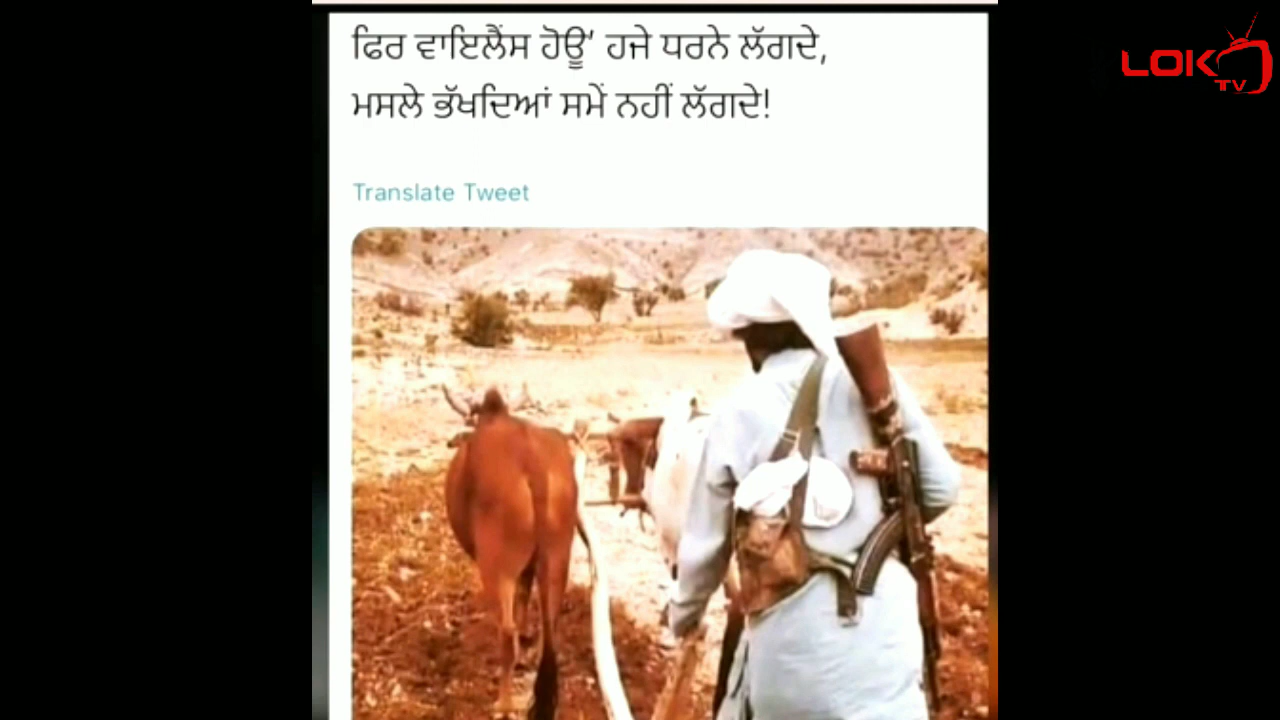 ਫਿਰ ਵਾਇਲੈਂਸ ਹੋਊ’ ਹਜੇ ਧਰਨੇ ਲੱਗਦੇ,
ਮਸਲੇ ਭੱਖਦਿਆਂ ਸਮੇਂ ਨਹੀਂ ਲੱਗਦੇ!
Translate Tweet
LOK
TV